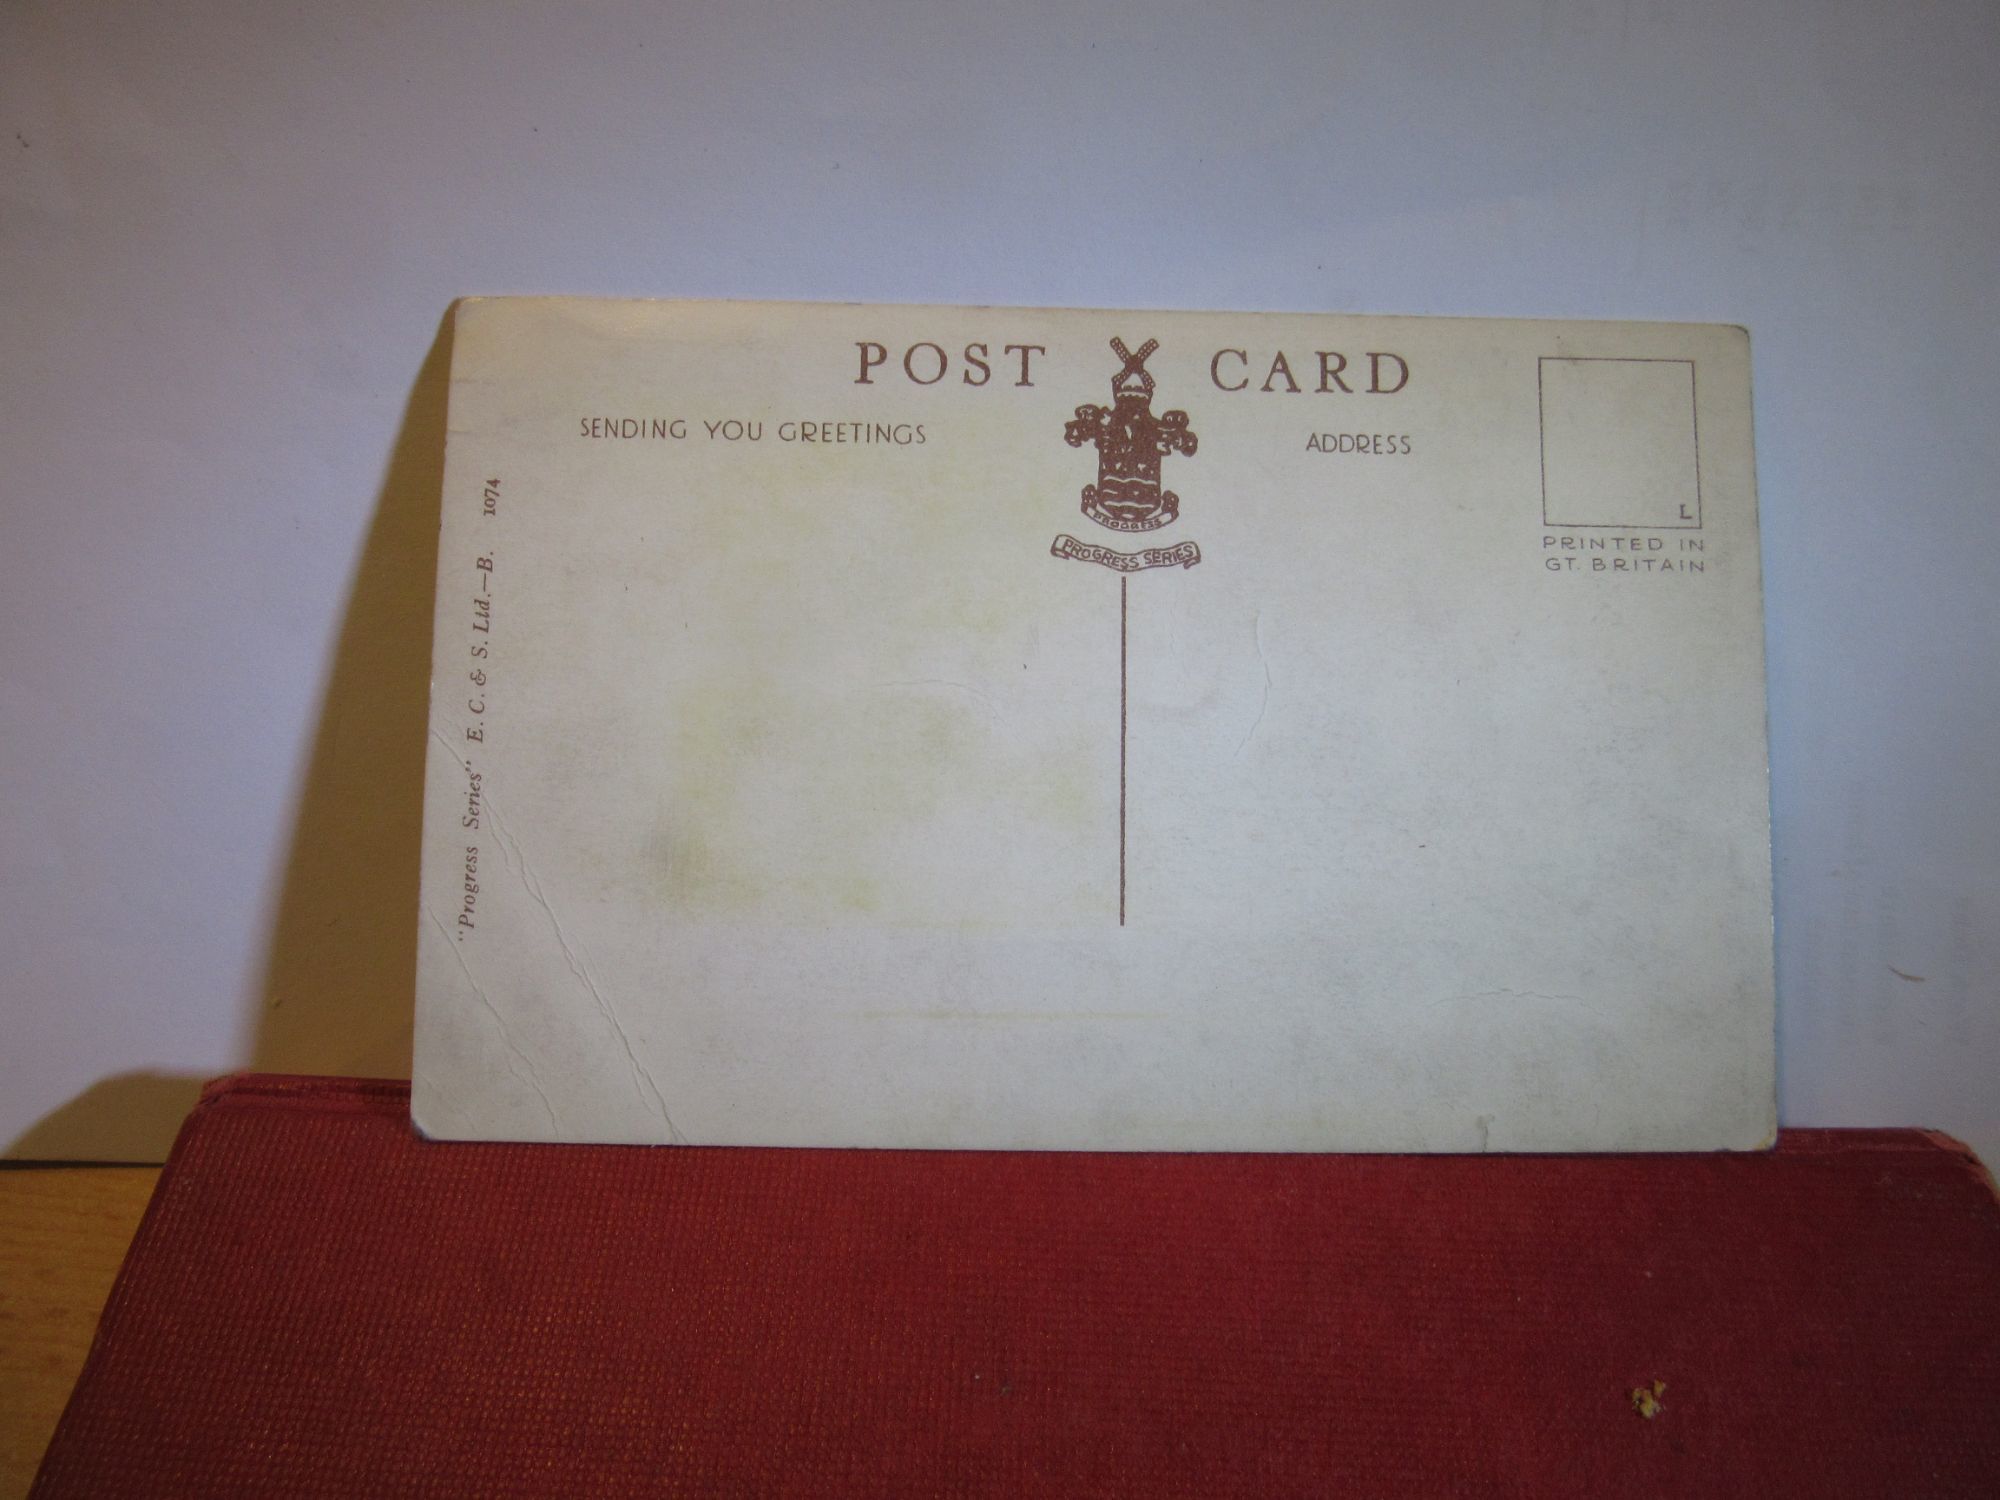 POST CARD
SENDING YOU GREETINGS
ADDRESS
PROGRESS
PROGRESS SERIES
L
PRINTED IN
GT. BRITAIN
"Progress Series" E. C. & S. Ltd.—B. 1074